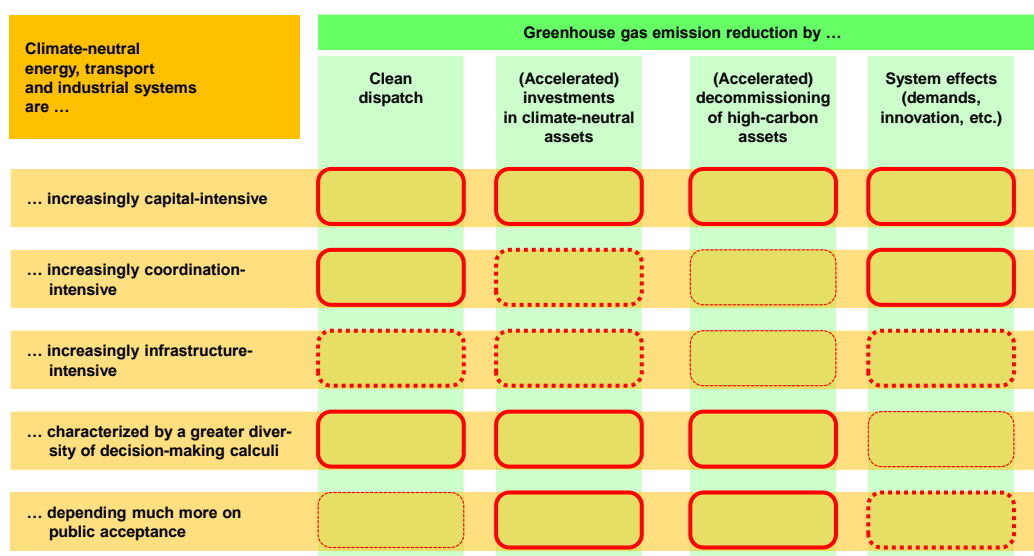 Climate-neutral
energy, transport
and industrial systems
are …
Greenhouse gas emission reduction by …
Clean
dispatch
(Accelerated)
investments
in climate-neutral
assets
(Accelerated)
decommissioning
of high-carbon
assets
System effects
(demands,
innovation, etc.)
… increasingly capital-intensive
… increasingly coordination-
intensive
… increasingly infrastructure-
intensive
… characterized by a greater diver-
sity of decision-making calculi
… depending much more on
public acceptance